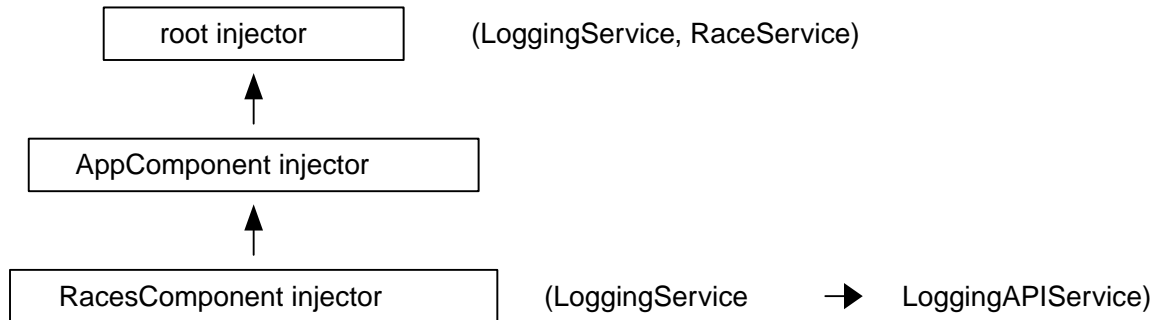 root injector (LoggingService, RaceService)
AppComponent injector
RacesComponent injector (LoggingService LoggingAPIService)